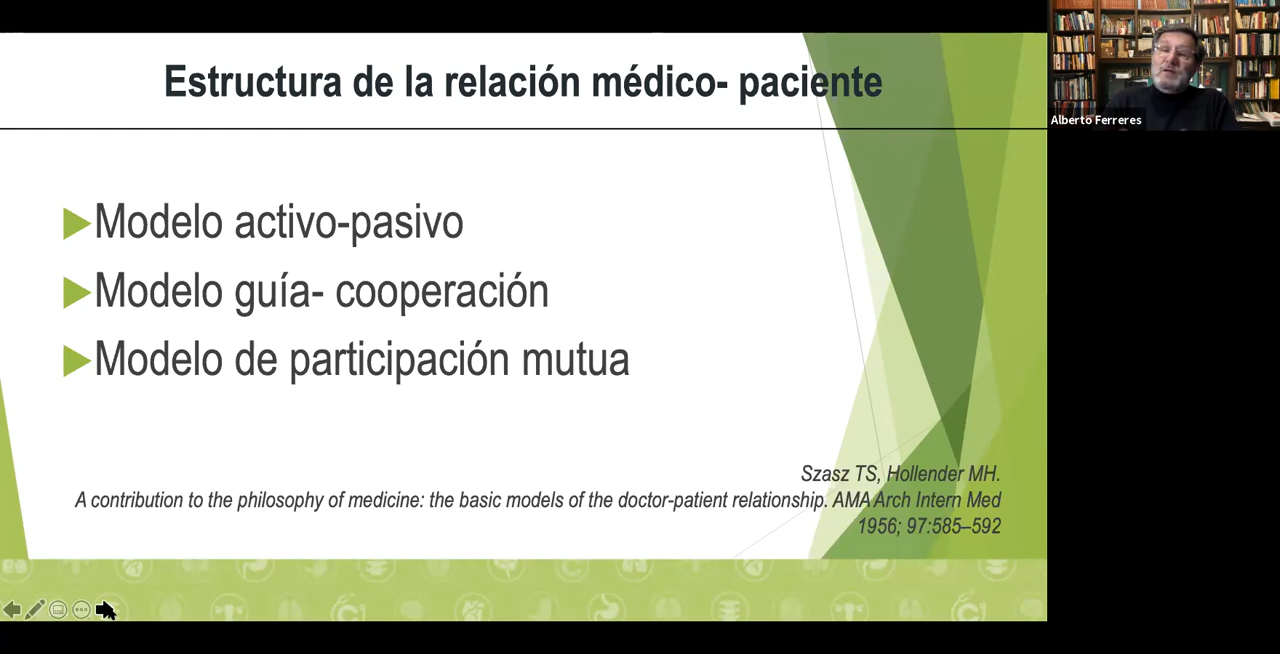 Estructura de la relación médico- paciente
Modelo activo-pasivo
Modelo guía- cooperación
Modelo de participación mutua
Szasz TS, Hollender MH.
A contribution to the philosophy of medicine: the basic models of the doctor-patient relationship. AMA Arch Intern Med
1956; 97:585–592
Alberto Ferreres